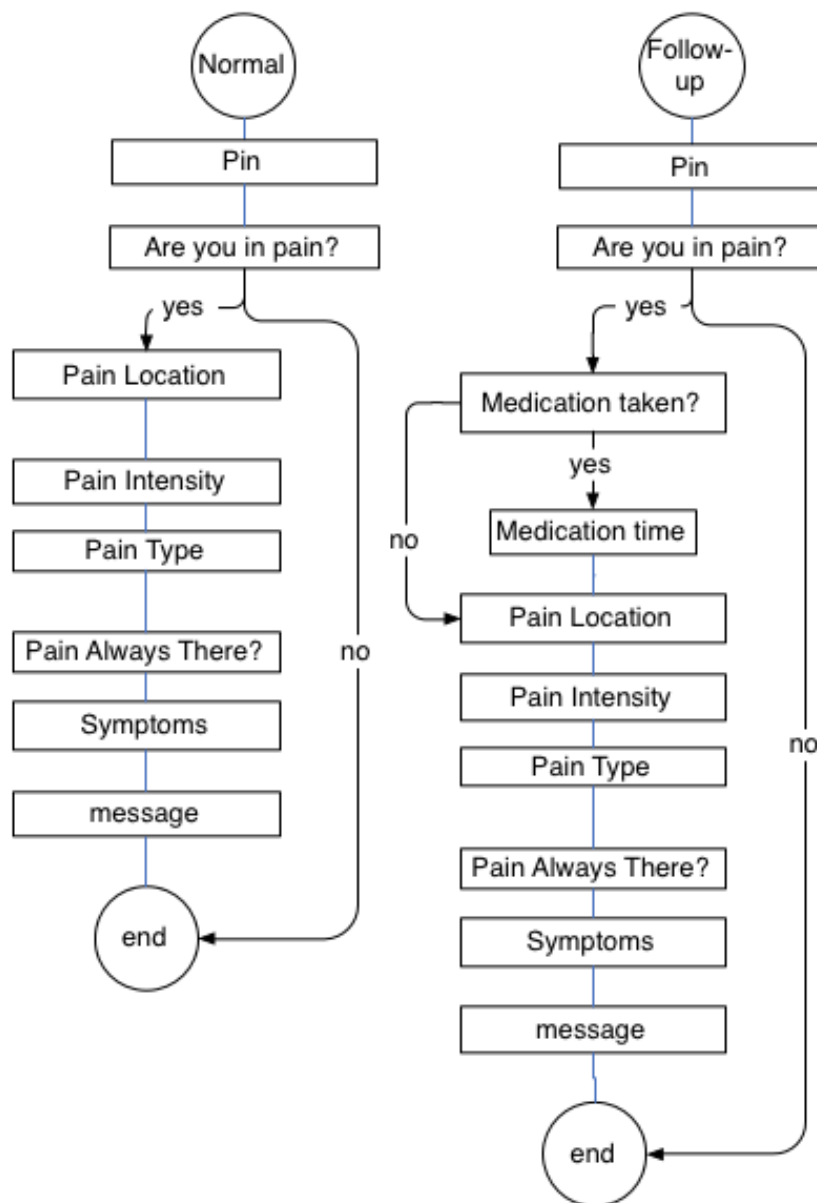 Normal
Pin
Are you in pain?
yes
Pain Location
Pain Intensity
Pain Type
Pain Always There?
no
Symptoms
message
end
Follow-
up
Pin
Are you in pain?
yes
Medication taken?
yes
no
Medication time
Pain Location
Pain Intensity
no
Pain Type
Pain Always There?
Symptoms
message
end